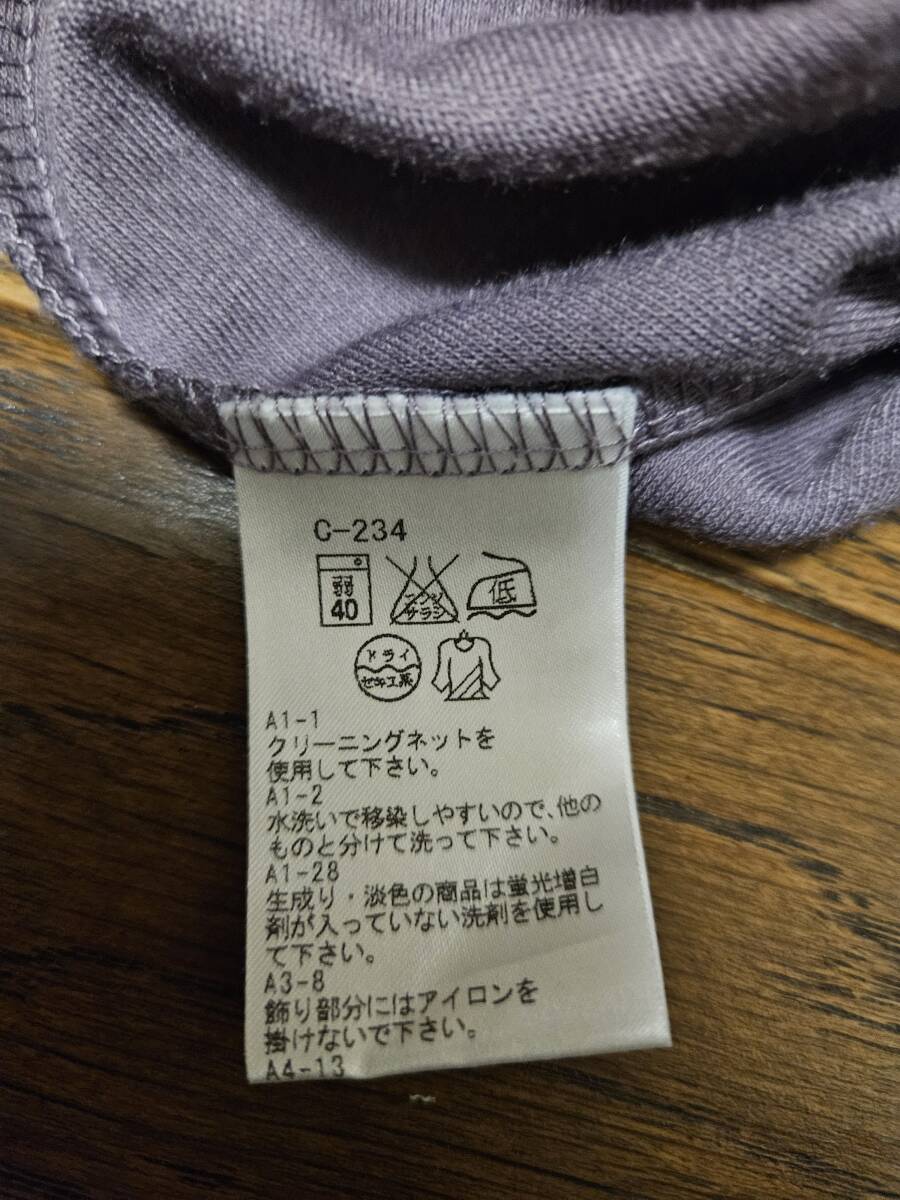 C-234
弱
40
エンソ
サラシ
低
ドライ
セキユ系
A1-1
クリーニングネットを
使用して下さい。
A1-2
水洗いで移染しやすいので、他の
ものと分けて洗って下さい。
A1-28
生成り・淡色の商品は蛍光増白
剤が入っていない洗剤を使用し
て下さい。
A3-8
飾り部分にはアイロンを
掛けないで下さい。
A4-13